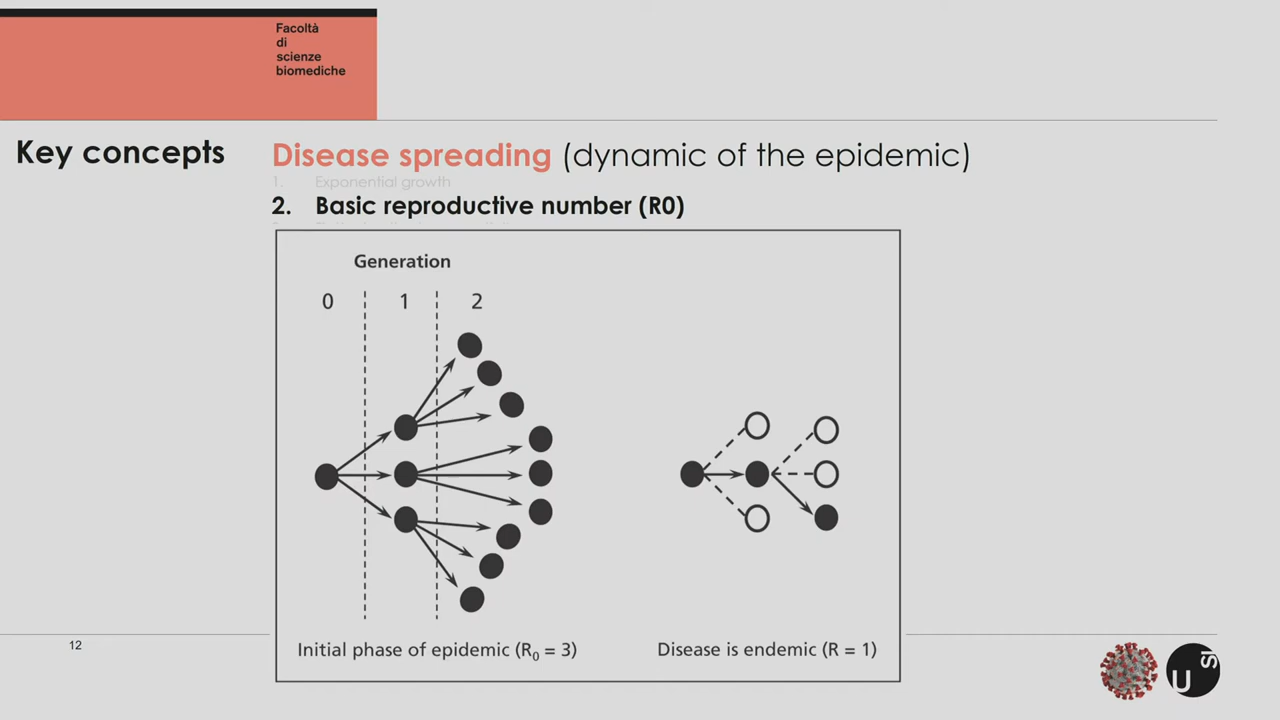 Facoltà
di
scienze
biomediche
Key concepts
Disease spreading (dynamic of the epidemic)
1. Exponential growth
2. Basic reproductive number (R0)
Generation
0 1 2
Initial phase of epidemic (R0 = 3)
Disease is endemic (R = 1)
12
U
SI